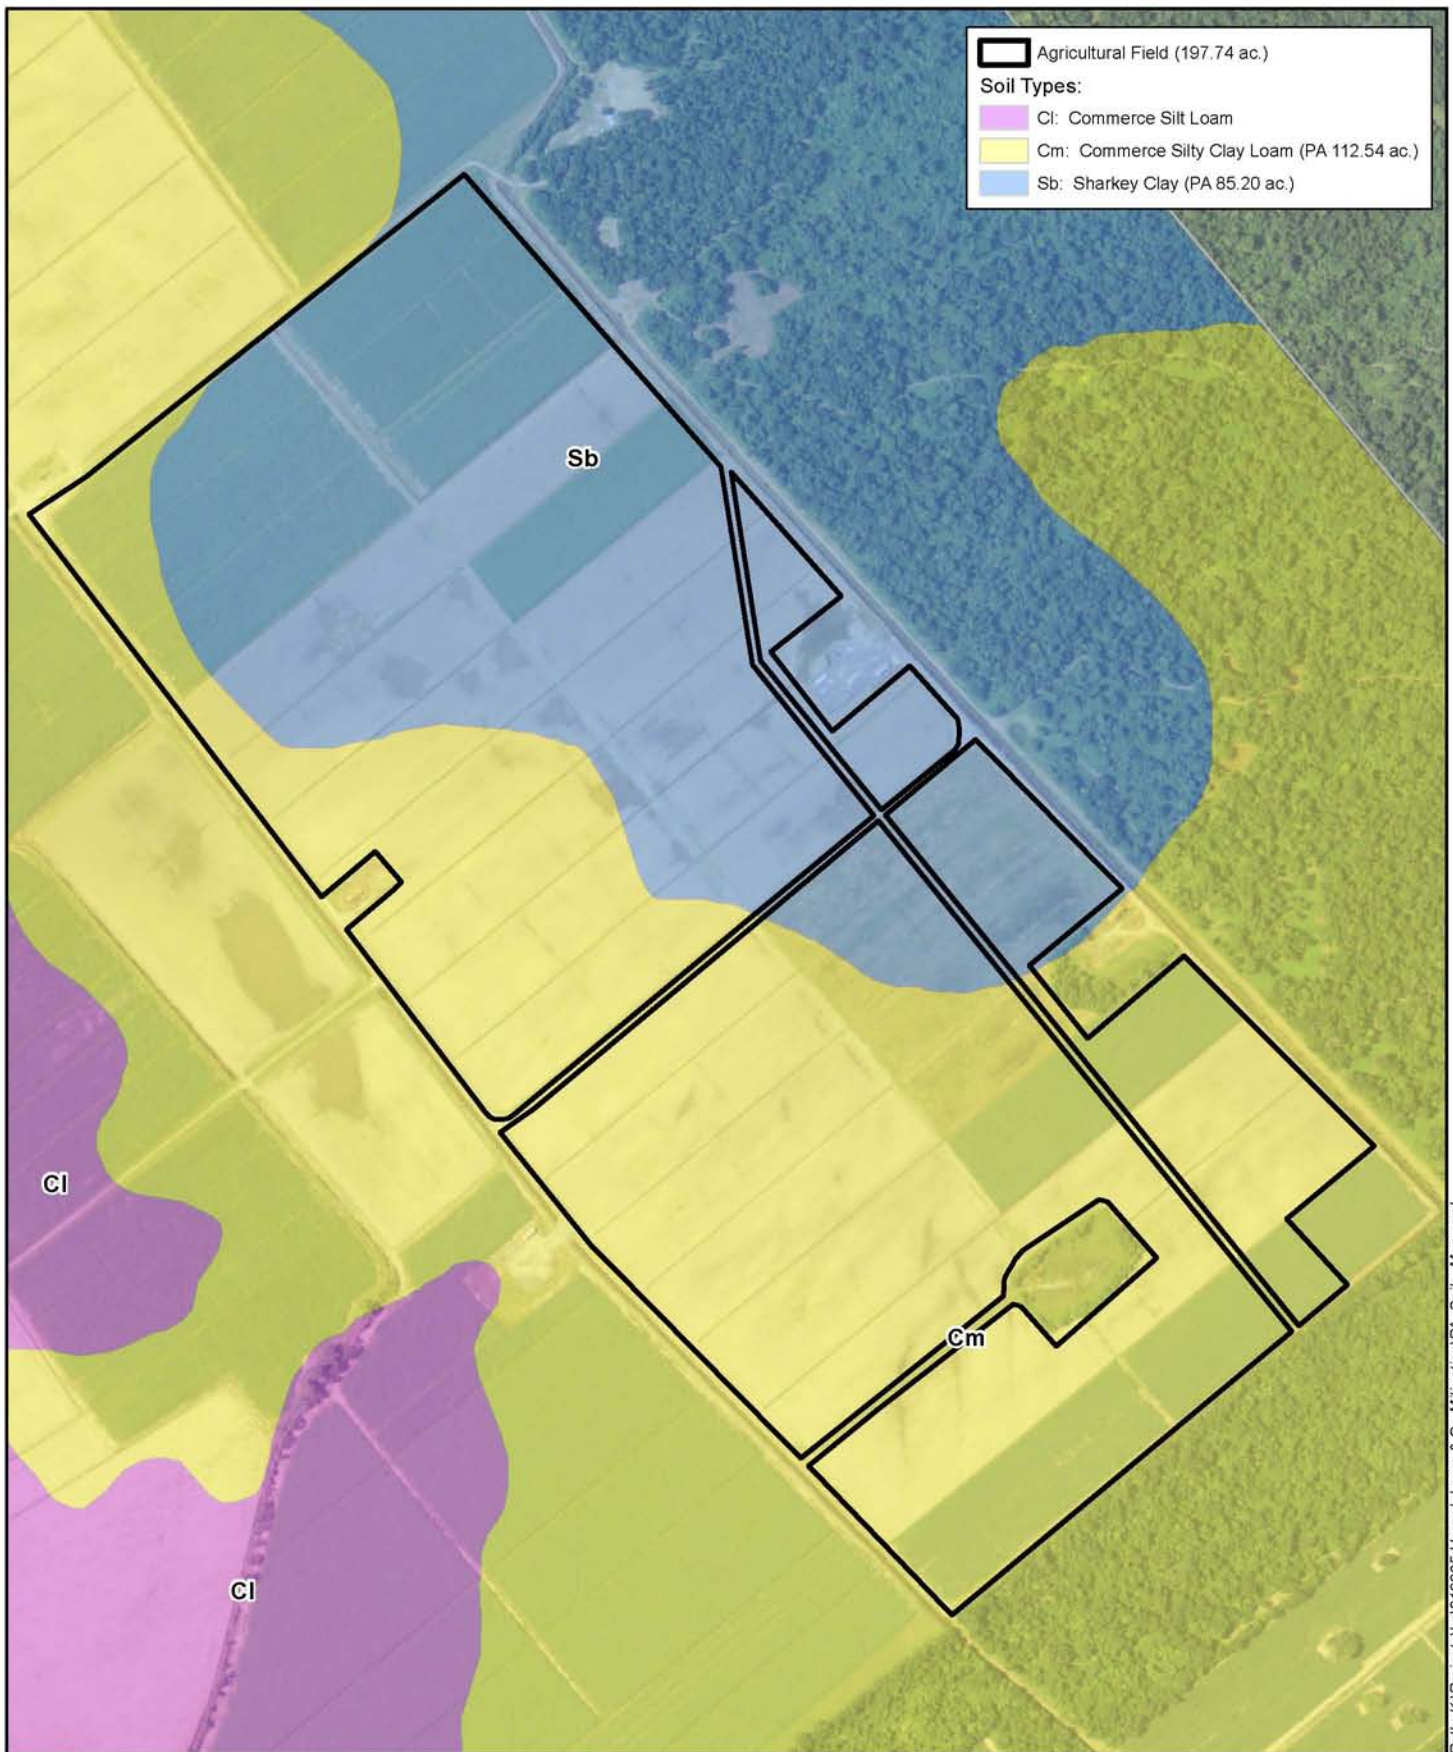 Agricultural Field (197.74 ac.)
Soil Types:
Cl: Commerce Silt Loam
Cm: Commerce Silty Clay Loam (PA 112.54 ac.)
Sb: Sharkey Clay (PA 85.20 ac.)
Sb
Cl
Cm
Cl